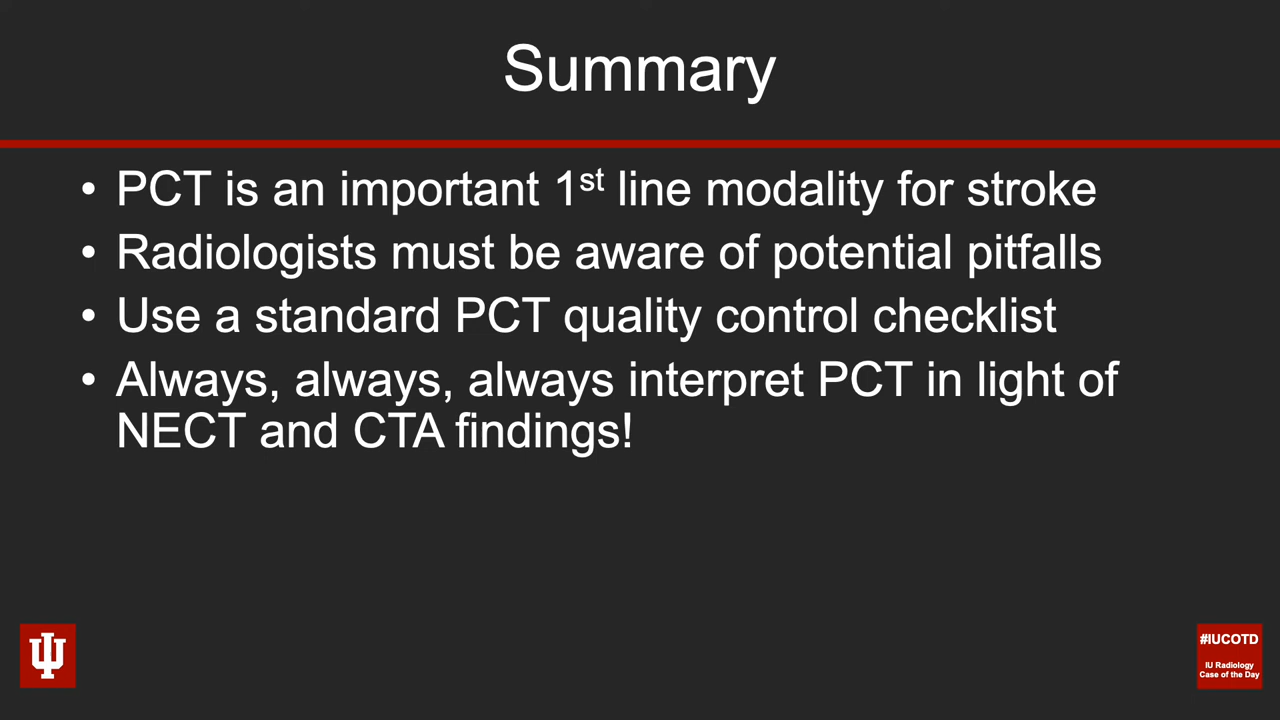 Summary
• PCT is an important 1st line modality for stroke
• Radiologists must be aware of potential pitfalls
• Use a standard PCT quality control checklist
• Always, always, always interpret PCT in light of
NECT and CTA findings!
#IUCOTD
IU Radiology
Case of the Day